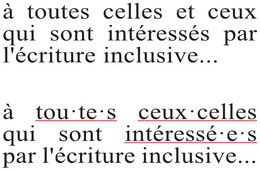 à toutes celles et ceux
qui sont intéressés par
l'écriture inclusive...
à tou·te·s ceux·celles
qui sont intéressé·e·s
par l'écriture inclusive...